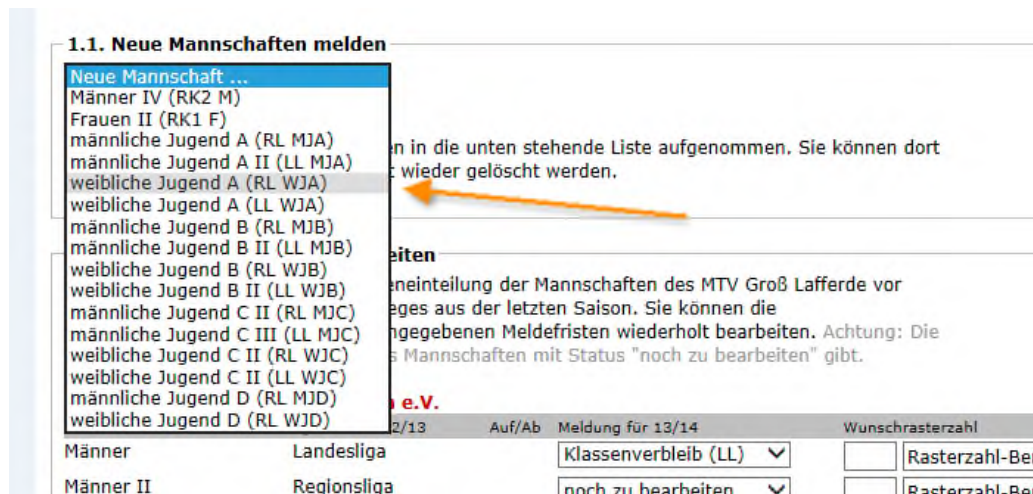 1.1. Neue Mannschaften melden
Neue Mannschaft ...
Männer IV (RK2 M)
Frauen II (RK1 F)
männliche Jugend A (RL MJA)
männliche Jugend A II (LL MJA)
weibliche Jugend A (RL WJA)
weibliche Jugend A (LL WJA)
männliche Jugend B (RL MJB)
männliche Jugend B II (LL MJB)
weibliche Jugend B (RL WJB)
weibliche Jugend B II (LL WJB)
männliche Jugend C II (RL MJC)
männliche Jugend C III (LL MJC)
weibliche Jugend C II (RL WJC)
weibliche Jugend C II (LL WJC)
männliche Jugend D (RL MJD)
weibliche Jugend D (RL WJD)
en in die unten stehende Liste aufgenommen. Sie können dort
wieder gelöscht werden.
eiten
eneinteilung der Mannschaften des MTV Groß Lafferde vor
eges aus der letzten Saison. Sie können die
ngegebenen Meldefristen wiederholt bearbeiten. Achtung: Die
s Mannschaften mit Status "noch zu bearbeiten" gibt.
e.V.
2/13 Auf/Ab Meldung für 13/14 Wunschrasterzahl
Männer Landesliga Klassenverbleib (LL) Rasterzahl-Ber
Männer II Regionsliga noch zu bearbeiten Rasterzahl-Ber